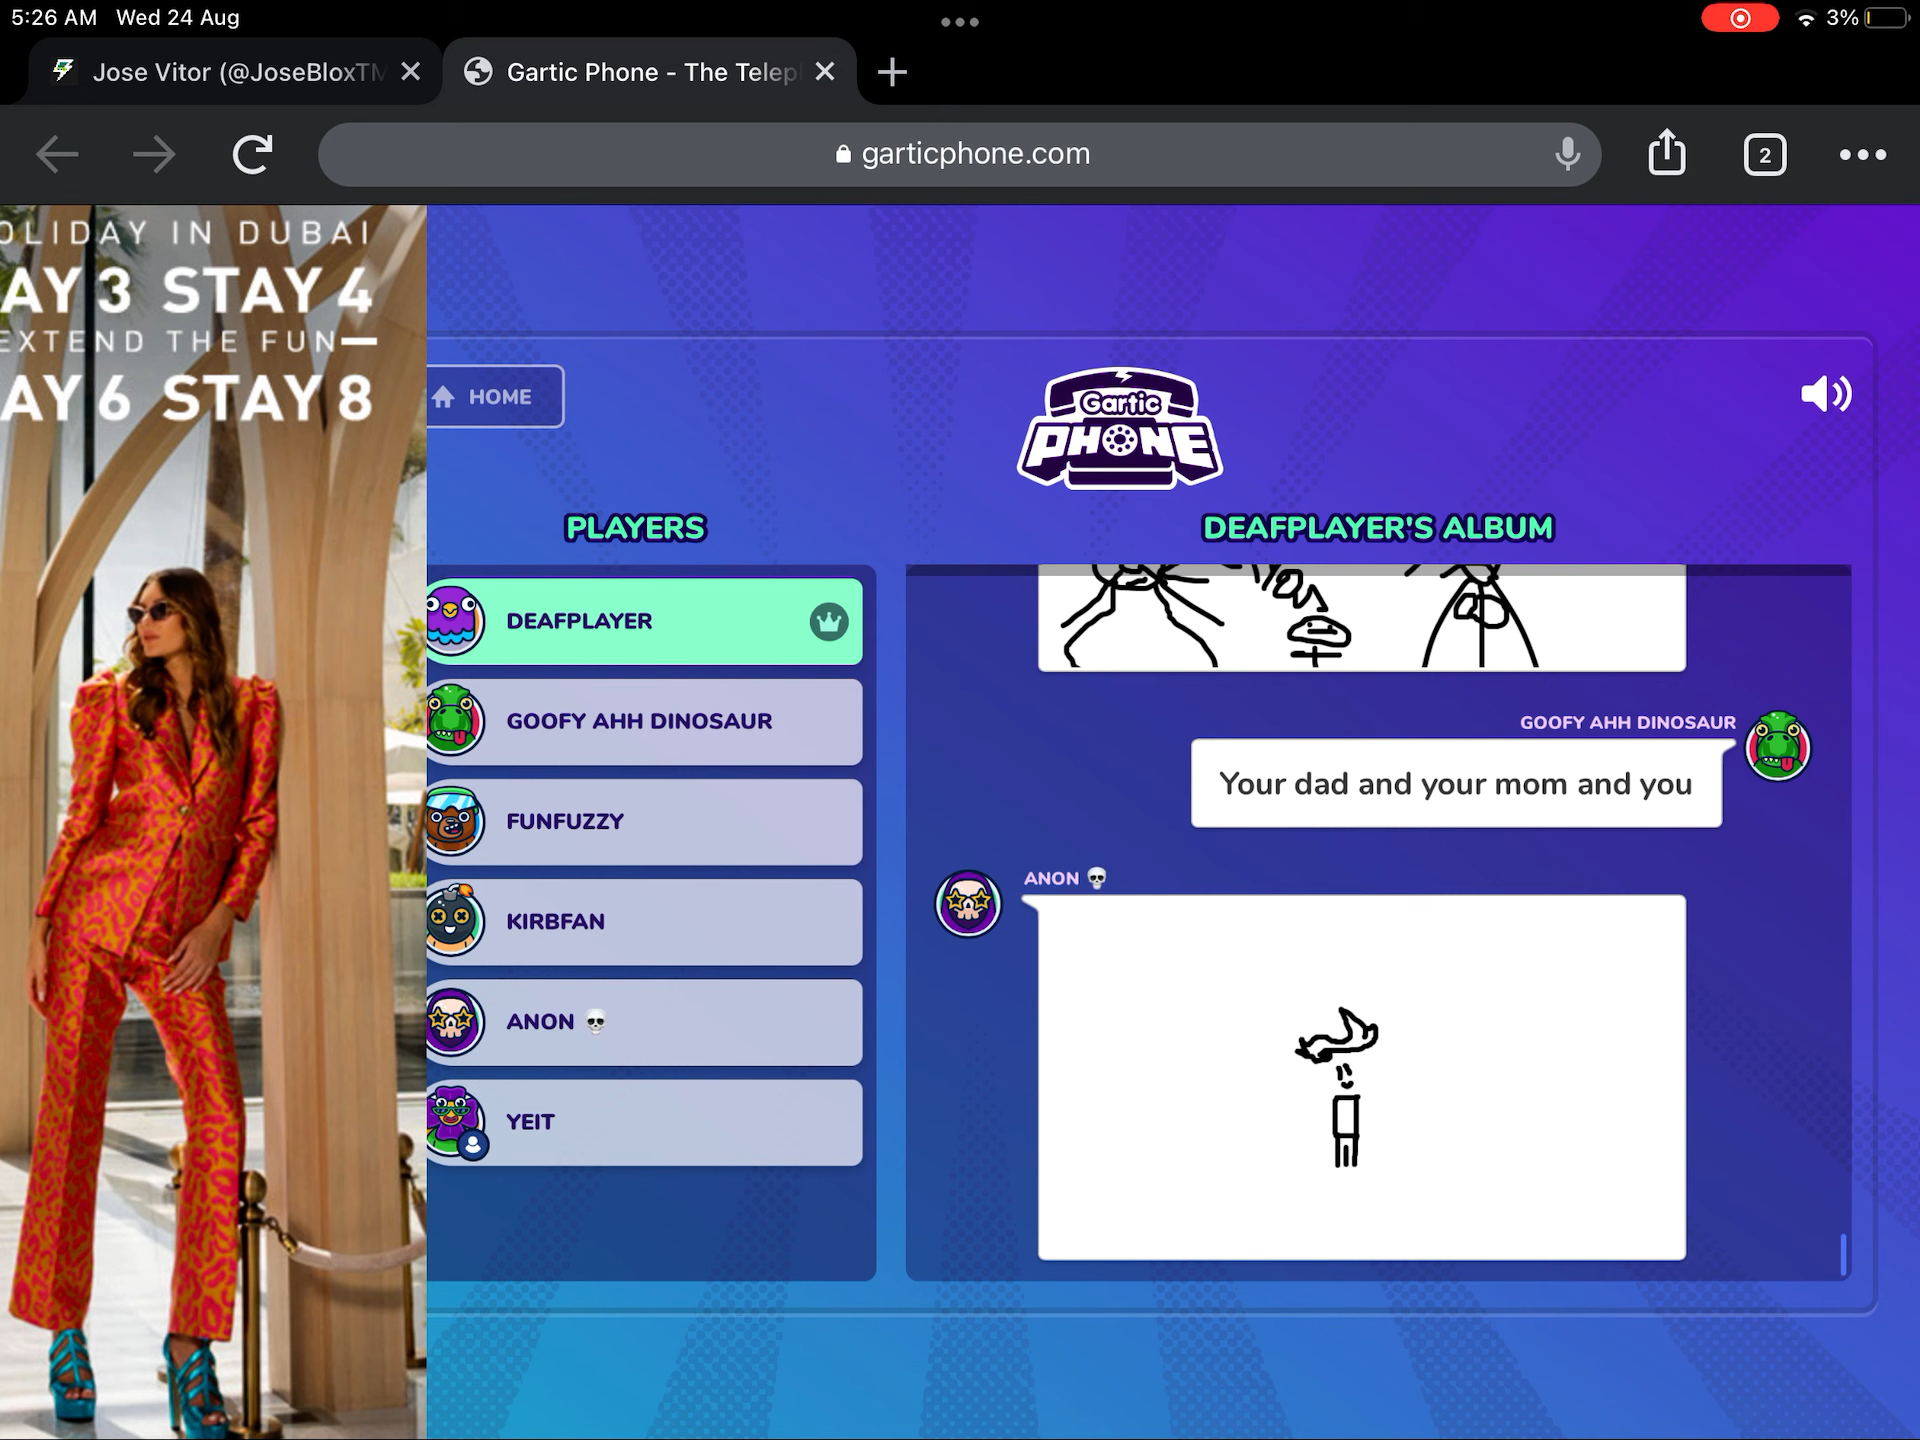 5:26 AM Wed 24 Aug
3%
Jose Vitor (@JoseBloxTM
Gartic Phone - The Telep
garticphone.com
2
OLIDAY IN DUBAI
AY 3 STAY 4
EXTEND THE FUN—
AY 6 STAY 8
HOME
Gartic
PHONE
PLAYERS
DEAFPLAYER
GOOFY AHH DINOSAUR
FUNFUZZY
KIRBFAN
ANON 💀
YEIT
DEAFPLAYER'S ALBUM
GOOFY AHH DINOSAUR
Your dad and your mom and you
ANON 💀